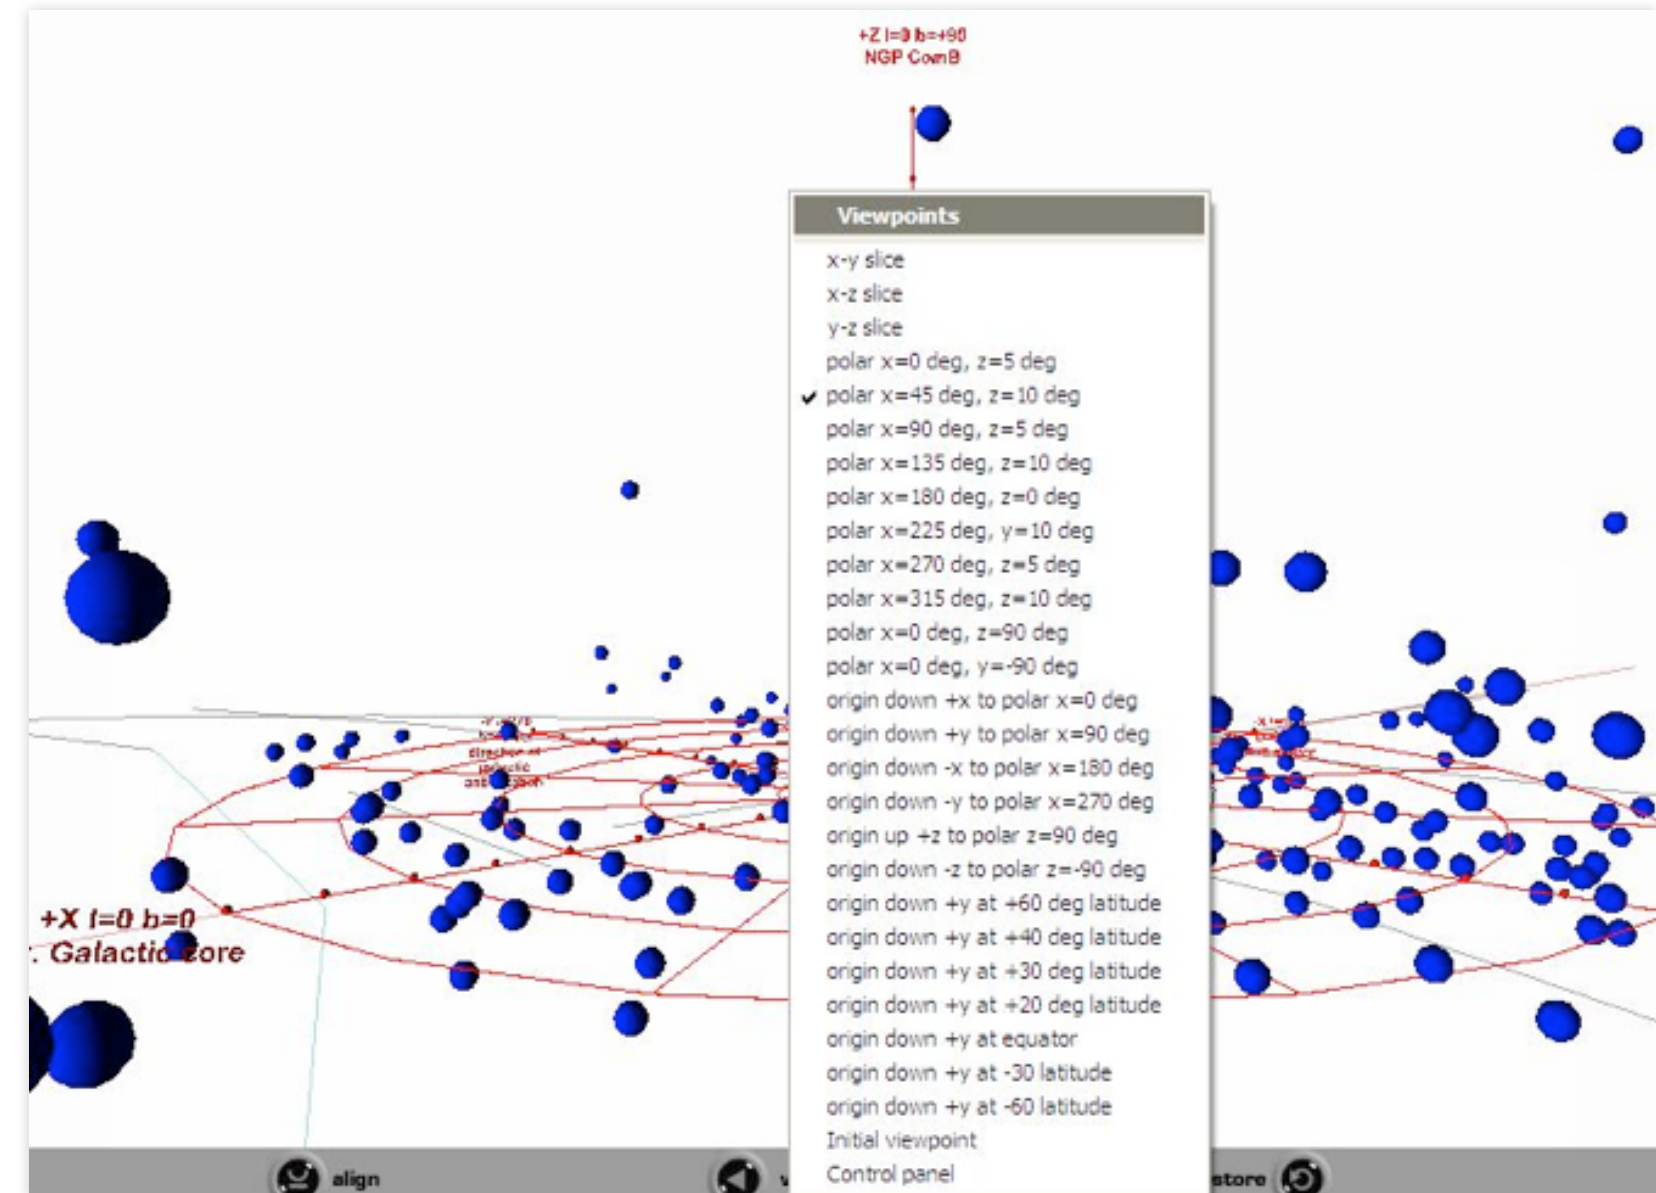 +Z l=0 b=+90
NGP ComB
Viewpoints
x-y slice
x-z slice
y-z slice
polar x=0 deg, z=5 deg
polar x=45 deg, z=10 deg
polar x=90 deg, z=5 deg
polar x=135 deg, z=10 deg
polar x=180 deg, z=0 deg
polar x=225 deg, y=10 deg
polar x=270 deg, z=5 deg
polar x=315 deg, z=10 deg
polar x=0 deg, z=90 deg
polar x=0 deg, y=-90 deg
origin down +x to polar x=0 deg
origin down +y to polar x=90 deg
origin down -x to polar x=180 deg
origin down -y to polar x=270 deg
origin up +z to polar z=90 deg
origin down -z to polar z=-90 deg
origin down +y at +60 deg latitude
origin down +y at +40 deg latitude
origin down +y at +30 deg latitude
origin down +y at +20 deg latitude
origin down +y at equator
origin down +y at -30 latitude
origin down +y at -60 latitude
Initial viewpoint
Control panel
direction of
+X l=0 b=0
. Galactic core
align
store